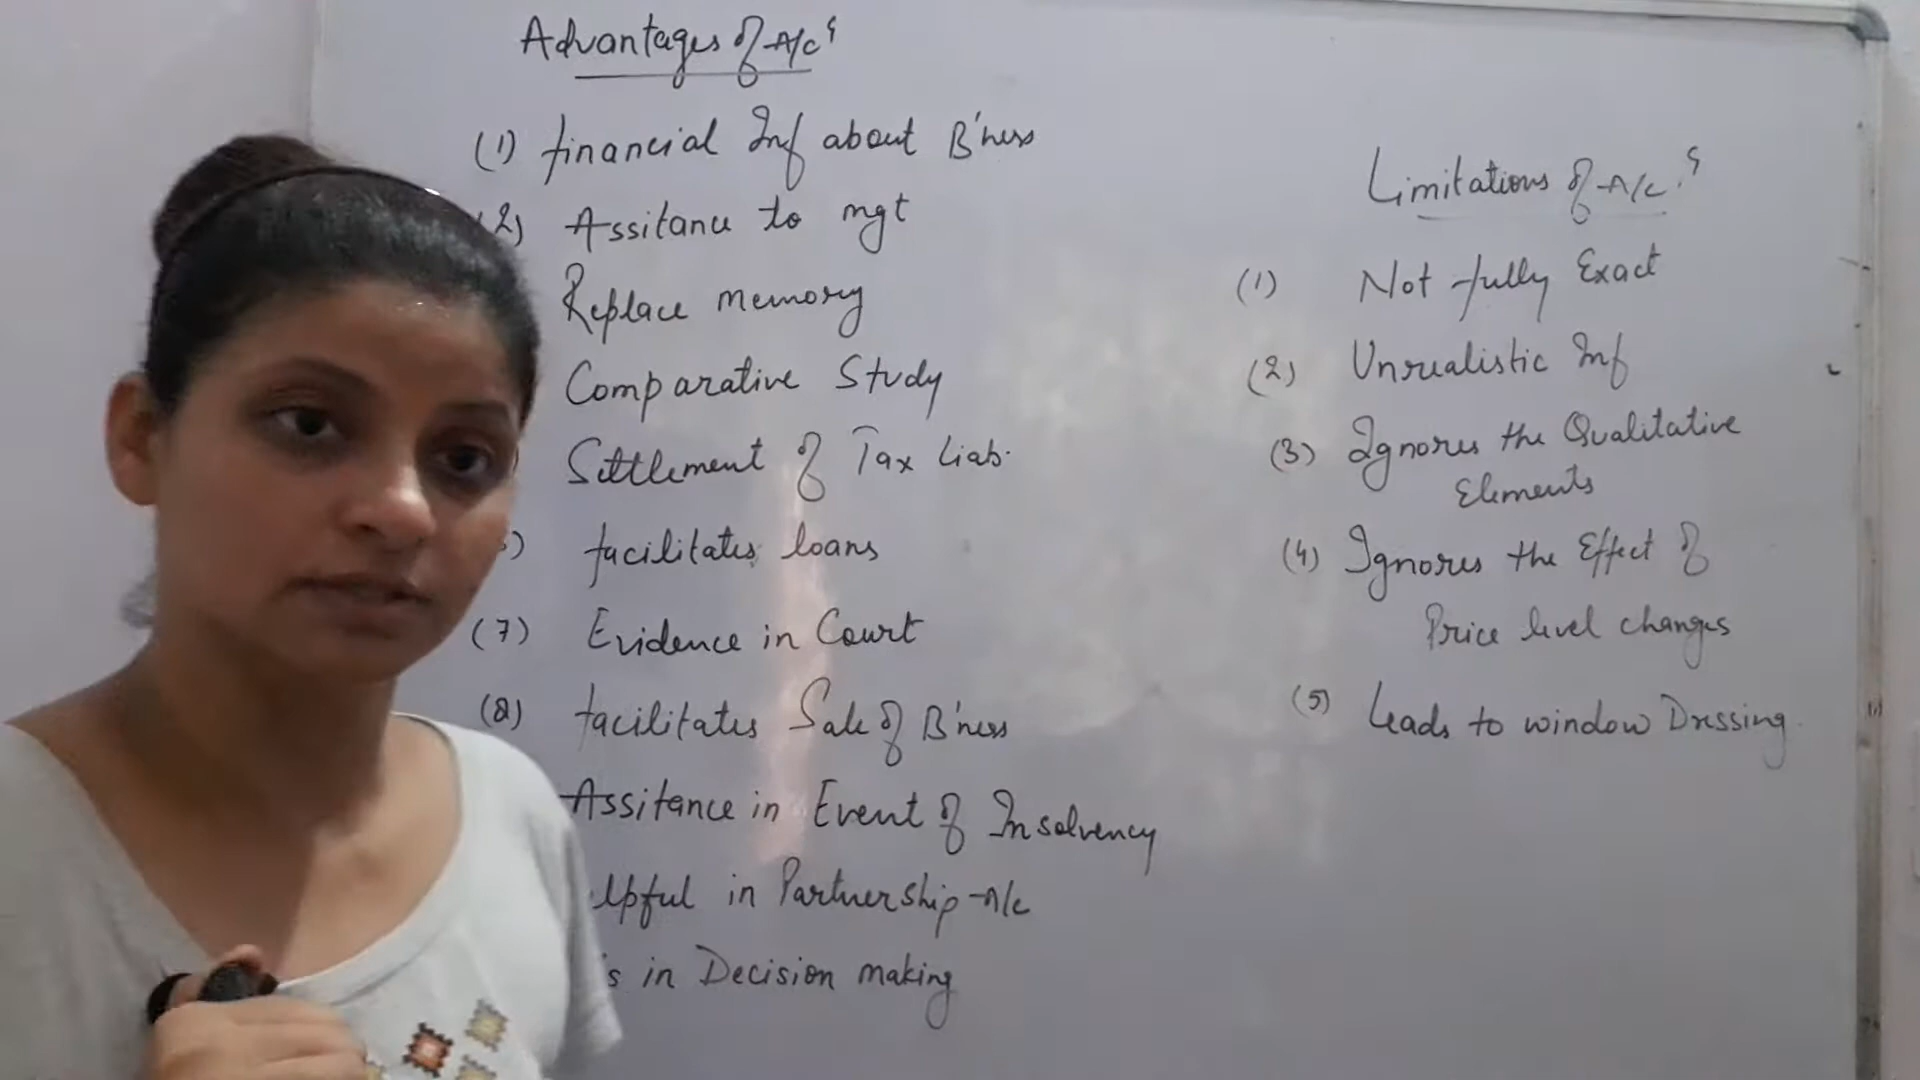 Advantages of A/cg
(1) financial Inf about B'ness
(2) Assitance to mgt
Replace memory
Comparative Study
Settlement of Tax Liab.
) facilitates loans
(7) Evidence in Court
(8) facilitates Sale of B'ness
Assitance in Event of Insolvency
elpful in Partnership A/c
s in Decision making
Limitations of A/c.g
(1) Not fully Exact
(2) Unrealistic Inf
(3) Ignores the Qualitative
Elements
(4) Ignores the Effect of
Price level changes
(5) Leads to window Dressing.